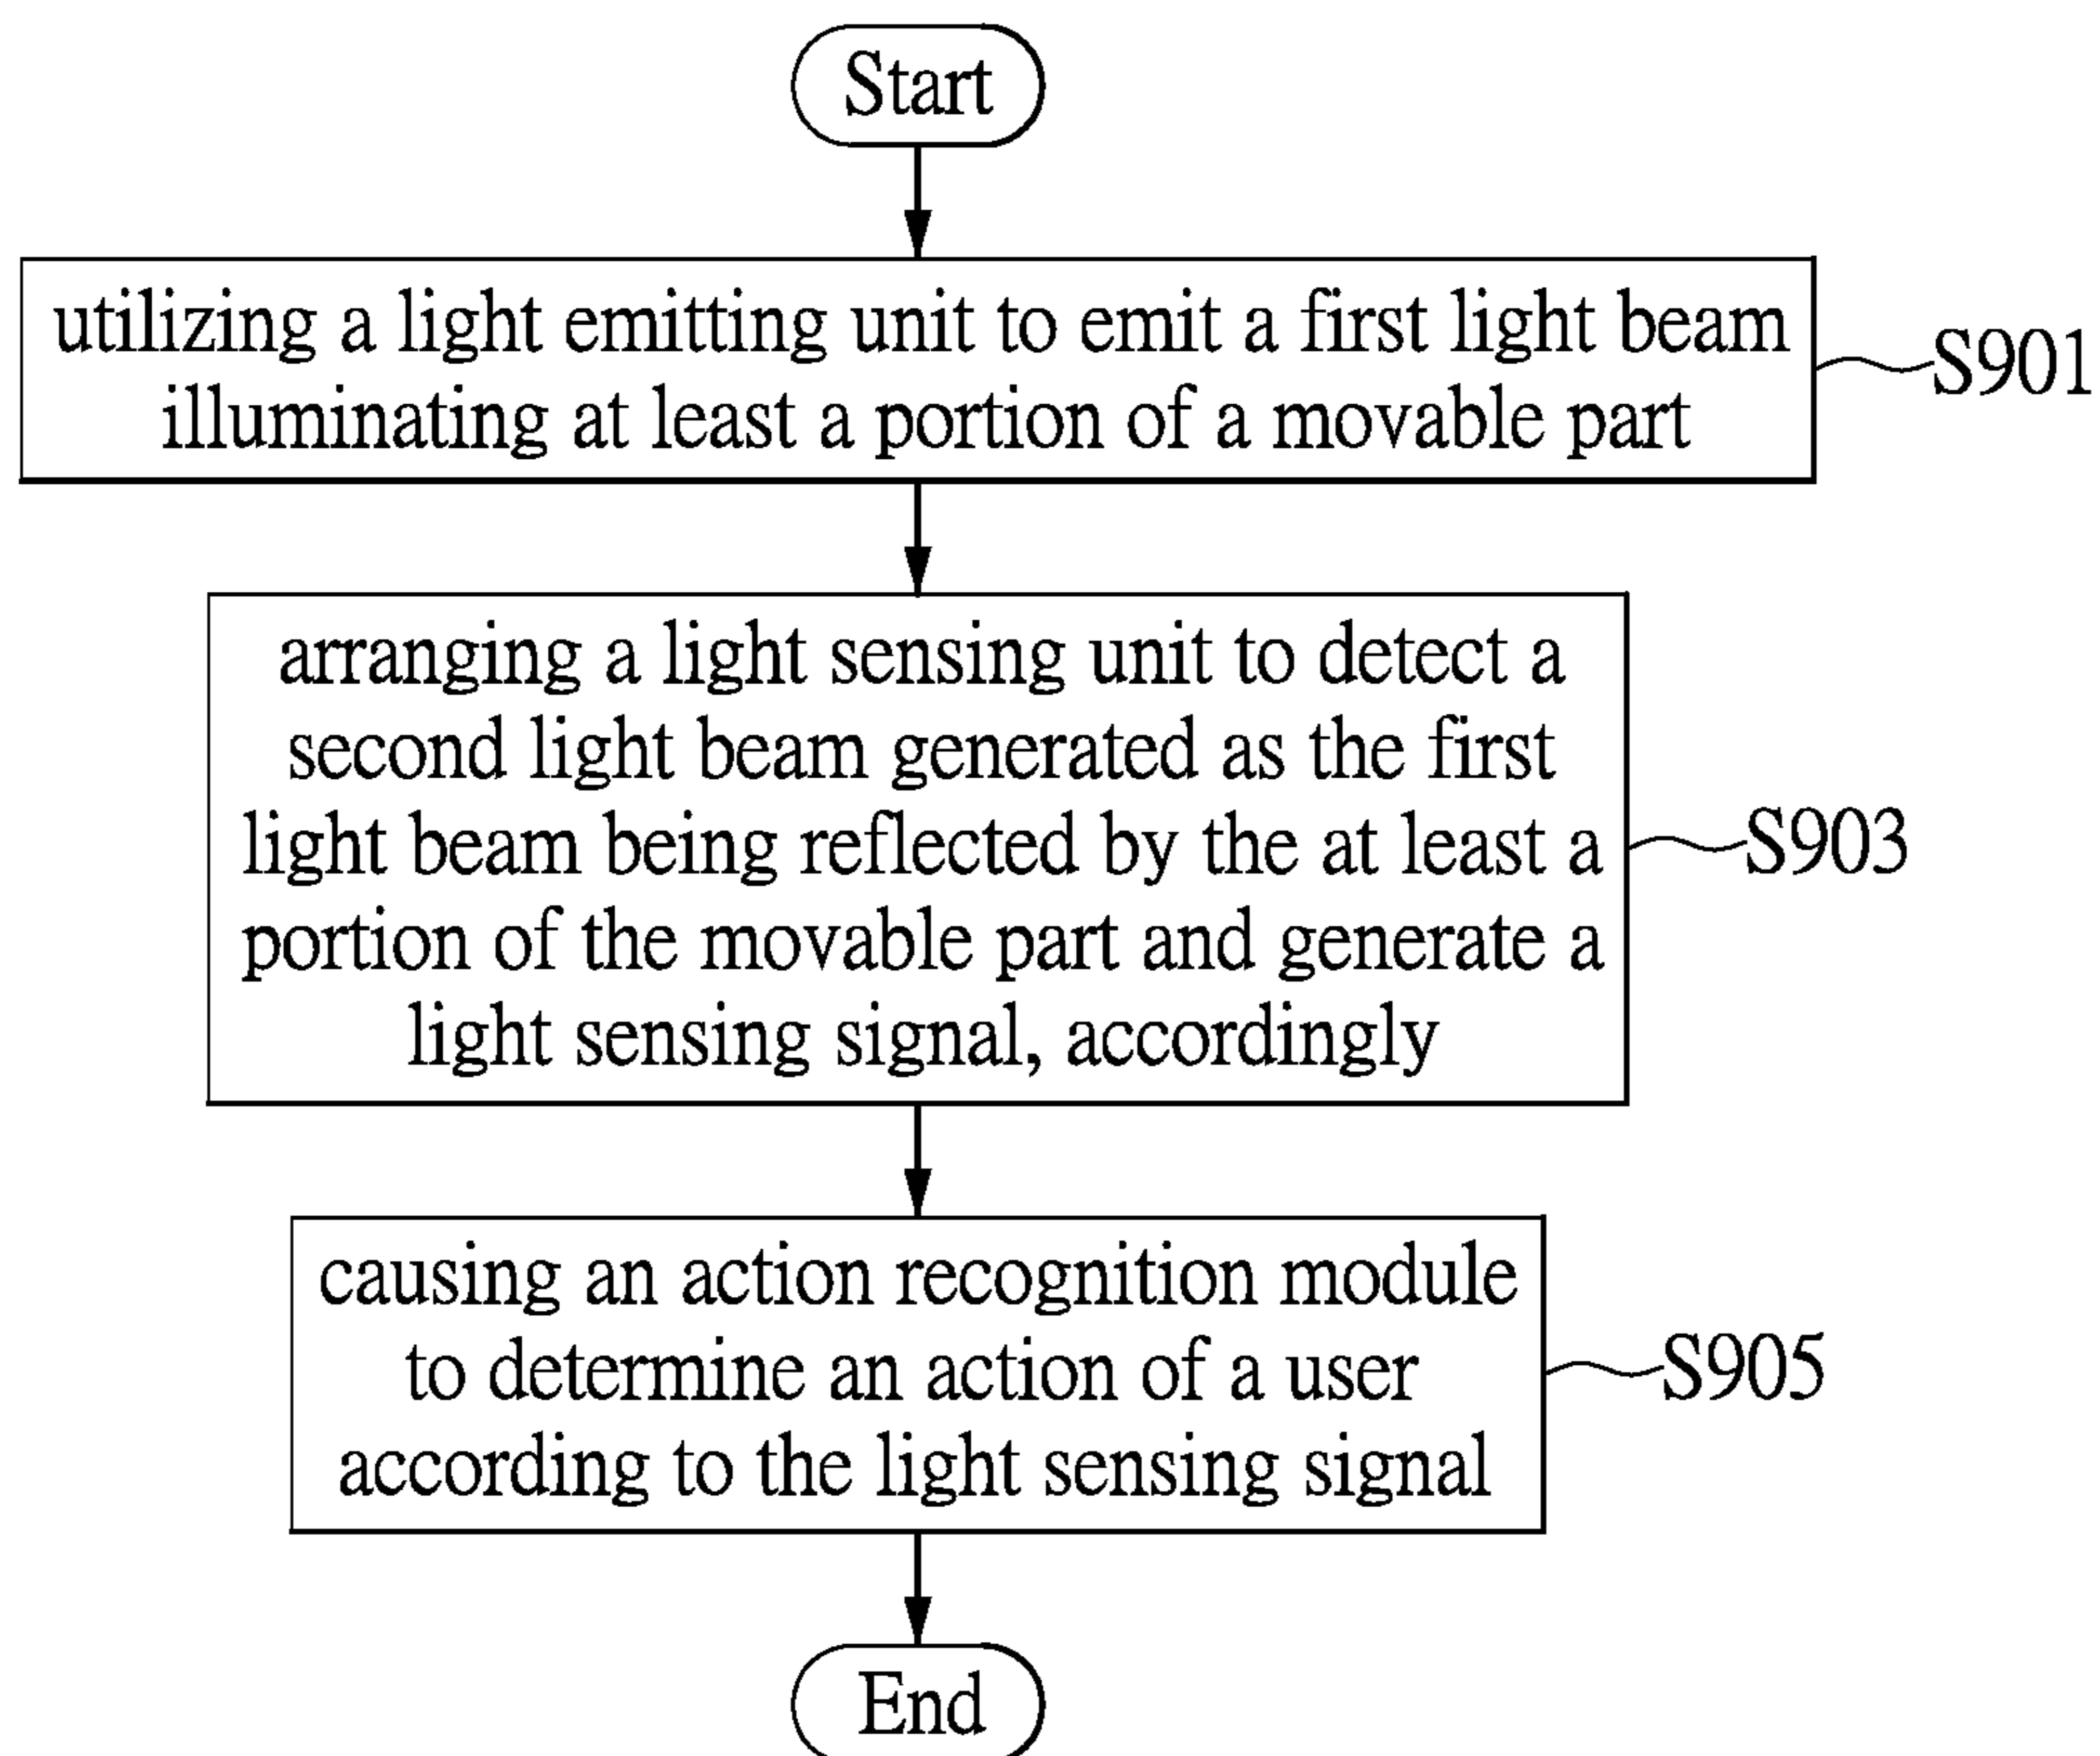 Start
utilizing a light emitting unit to emit a first light beam
illuminating at least a portion of a movable part
S901
arranging a light sensing unit to detect a
second light beam generated as the first
light beam being reflected by the at least a
portion of the movable part and generate a
light sensing signal, accordingly
S903
causing an action recognition module
to determine an action of a user
according to the light sensing signal
S905
End